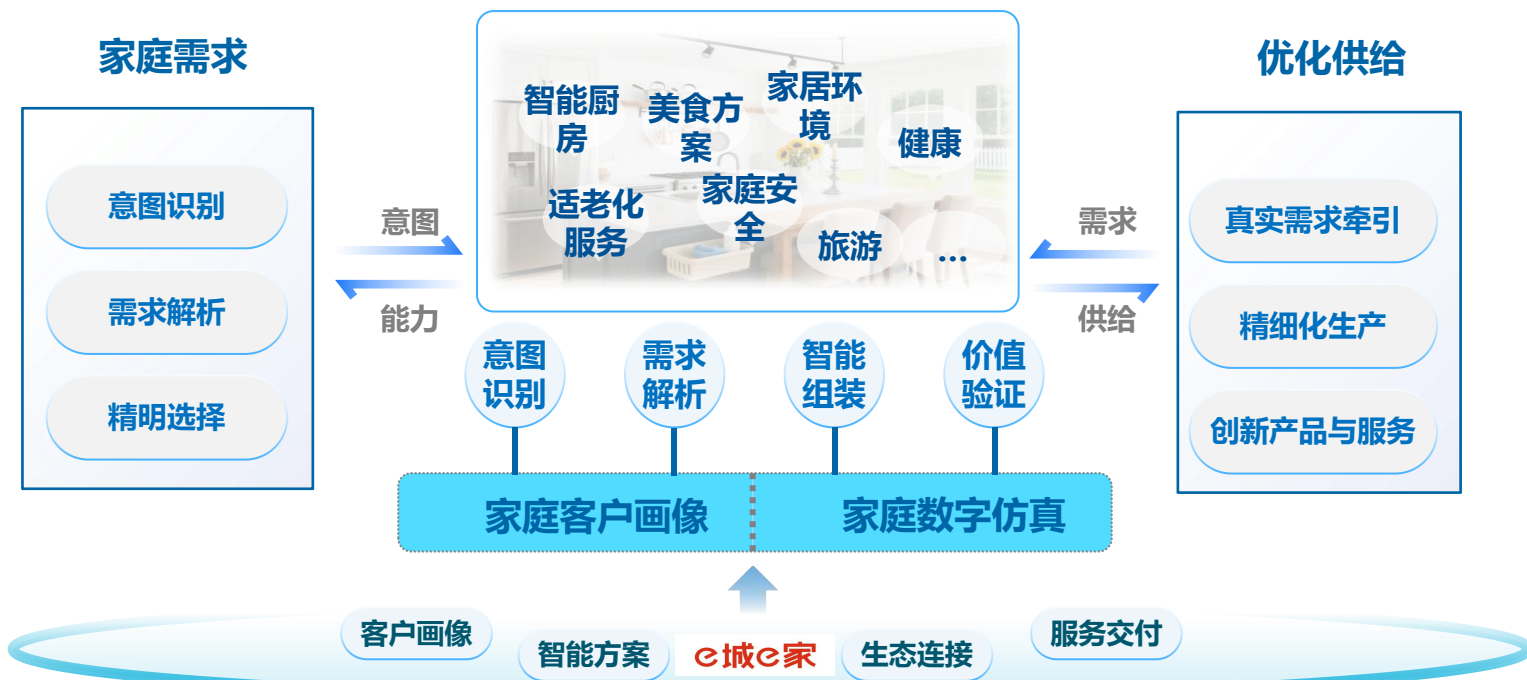 家庭需求
意图识别
需求解析
精明选择
意图
能力
智能厨
房
美食方
案
家居环
境
健康
适老化
服务
家庭安
全
旅游
...
需求
供给
优化供给
真实需求牵引
精细化生产
创新产品与服务
意图
识别
需求
解析
智能
组装
价值
验证
家庭客户画像
家庭数字仿真
客户画像
智能方案
e城e家
生态连接
服务交付